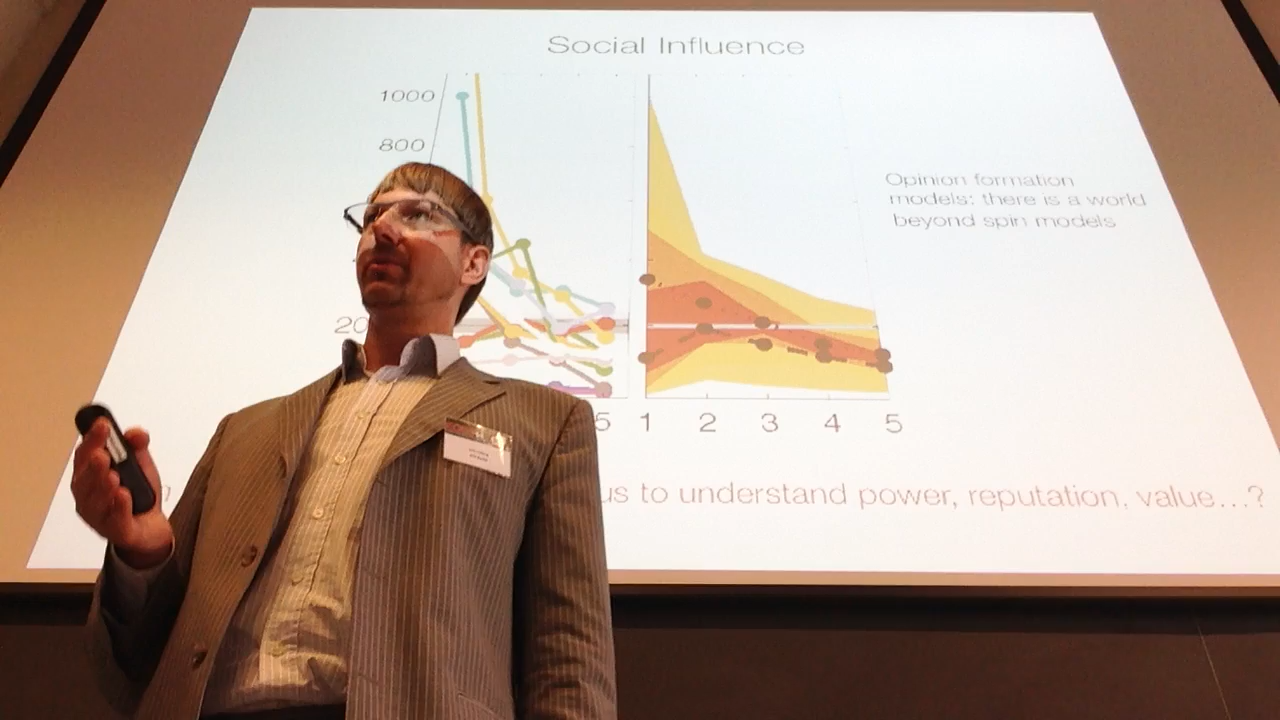 Social Influence
1000
800
20
5 1 2 3 4 5
Opinion formation
models: there is a world
beyond spin models
us to understand power, reputation, value...?